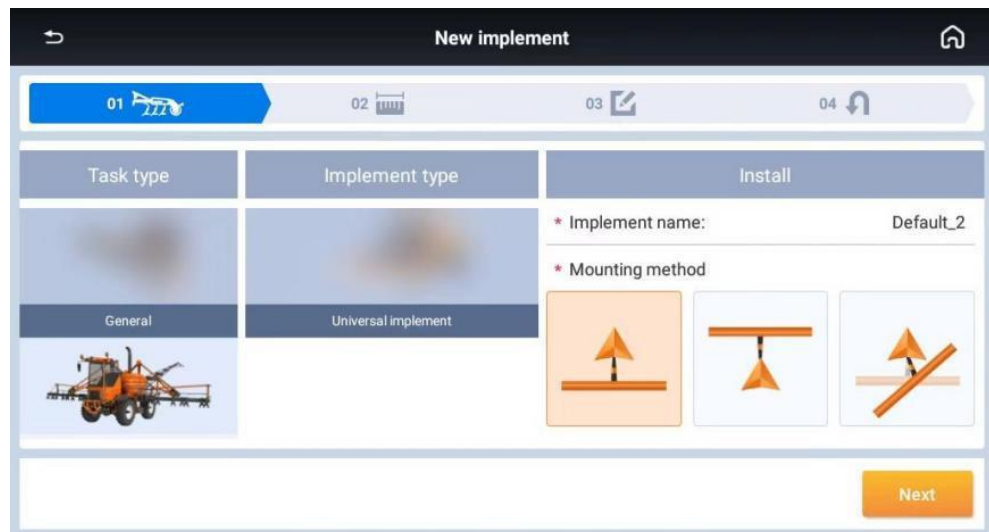 New implement
01
02
03
04
Task type
Implement type
Install
* Implement name: Default_2
* Mounting method
General
Universal implement
Next